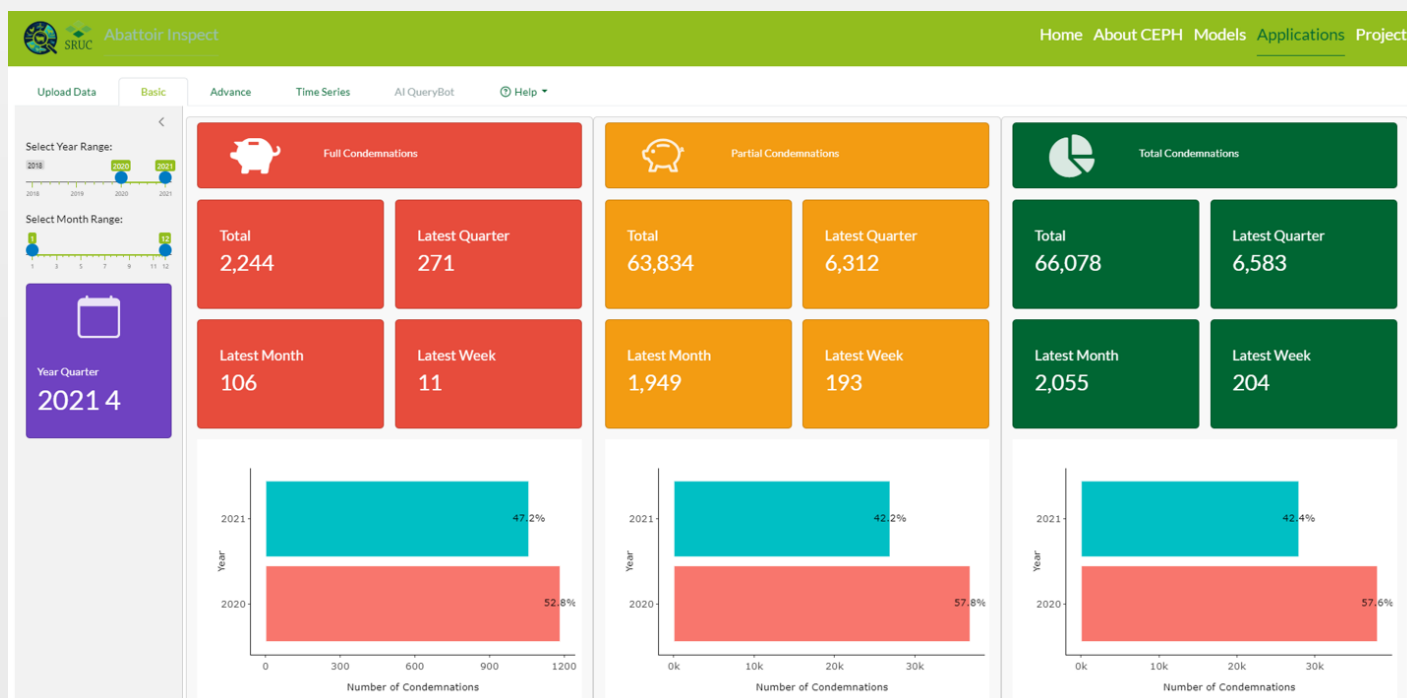 SRUC
Abattoir Inspect
Home About CEPH Models Applications Project
Upload Data Basic Advance Time Series AI QueryBot Help
Select Year Range:
2018 2020 2021
2018 2019 2020 2021
Select Month Range:
1 12
1 3 5 7 9 11 12
Year Quarter
2021 4
Full Condemnations
Total
2,244
Latest Quarter
271
Latest Month
106
Latest Week
11
2021
47.2%
Year
2020
52.8%
0 300 600 900 1200
Number of Condemnations
Partial Condemnations
Total
63,834
Latest Quarter
6,312
Latest Month
1,949
Latest Week
193
2021
42.2%
Year
2020
57.8%
0k 10k 20k 30k
Number of Condemnations
Total Condemnations
Total
66,078
Latest Quarter
6,583
Latest Month
2,055
Latest Week
204
2021
42.4%
Year
2020
57.6%
0k 10k 20k 30k
Number of Condemnations